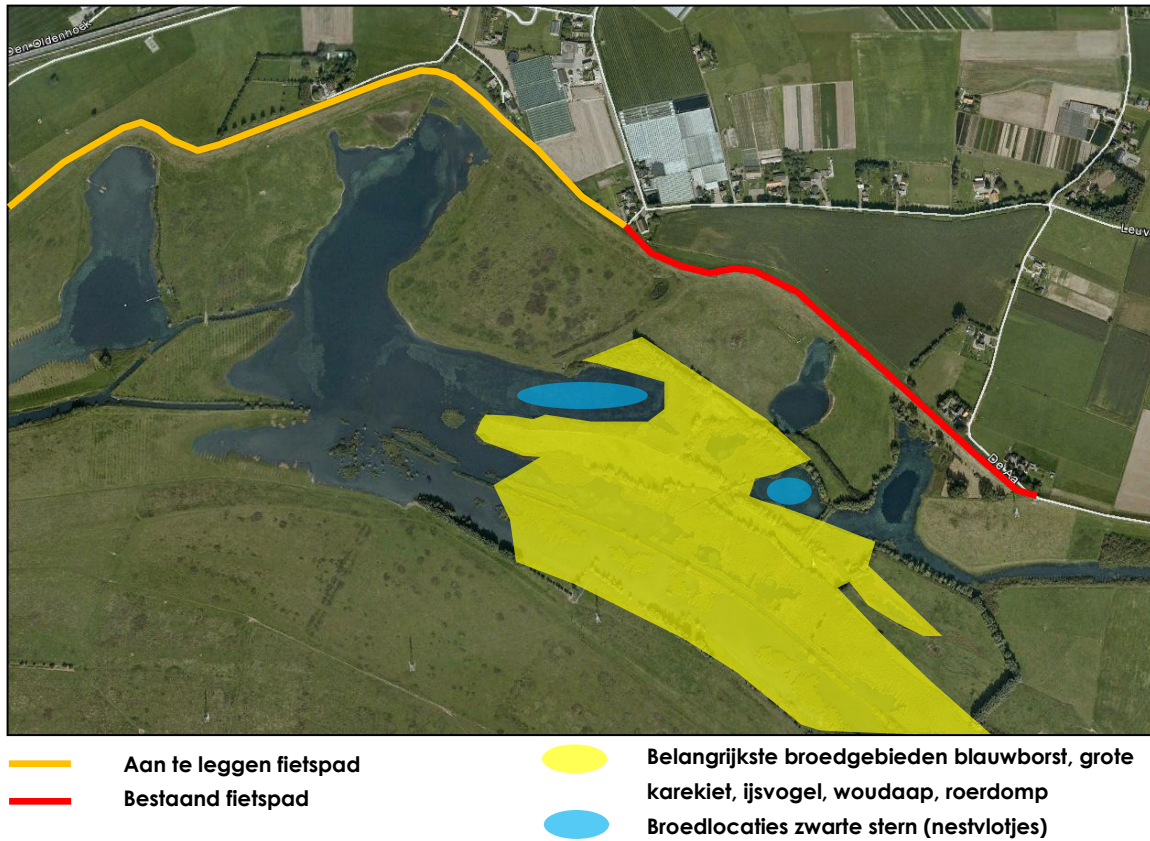 Den Oldenhoek
Leuv
De Aa
Aan te leggen fietspad
Bestaand fietspad
Belangrijkste broedgebieden blauwborst, grote
karekiet, ijsvogel, woudaap, roerdomp
Broedlocaties zwarte stern (nestvlotjes)